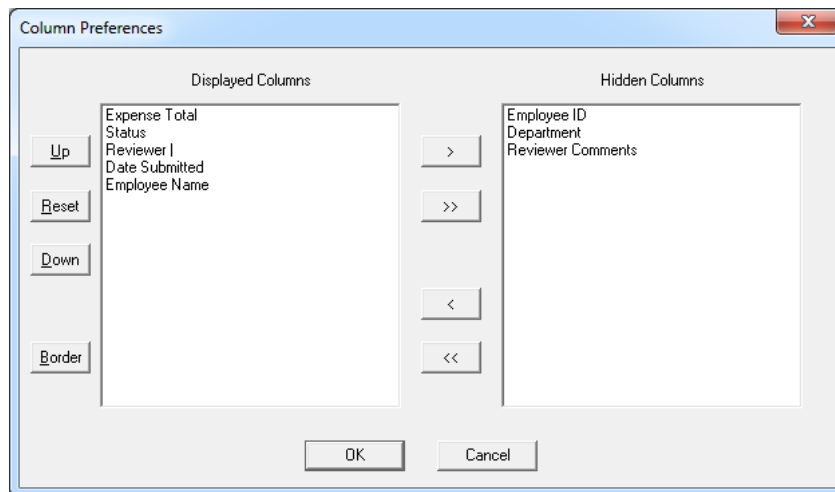 Column Preferences
X
Displayed Columns
Hidden Columns
Expense Total
Status
Reviewer |
Date Submitted
Employee Name
Employee ID
Department
Reviewer Comments
Up
Reset
Down
Border
>
>>
<
<<
OK
Cancel